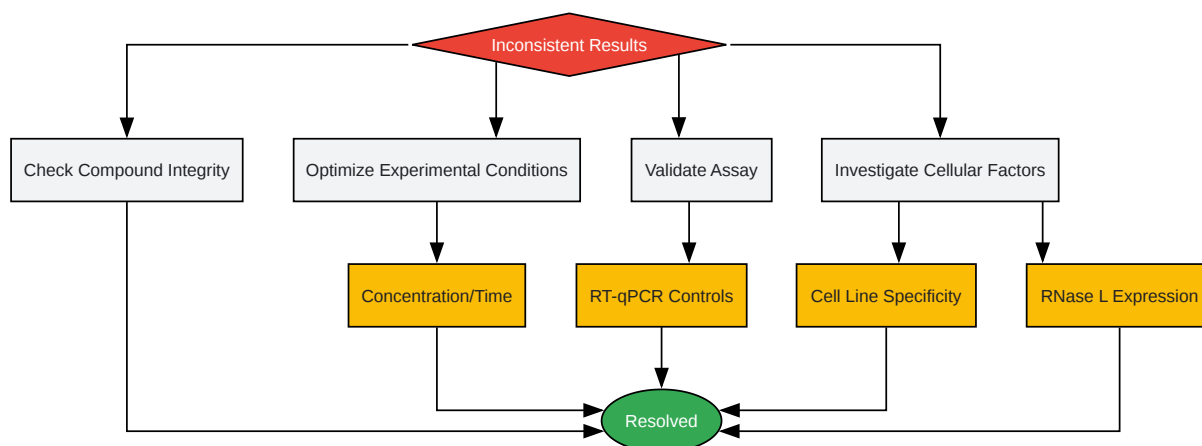 Inconsistent Results
Check Compound Integrity
Optimize Experimental Conditions
Validate Assay
Investigate Cellular Factors
Concentration/Time
RT-qPCR Controls
Cell Line Specificity
RNase L Expression
Resolved